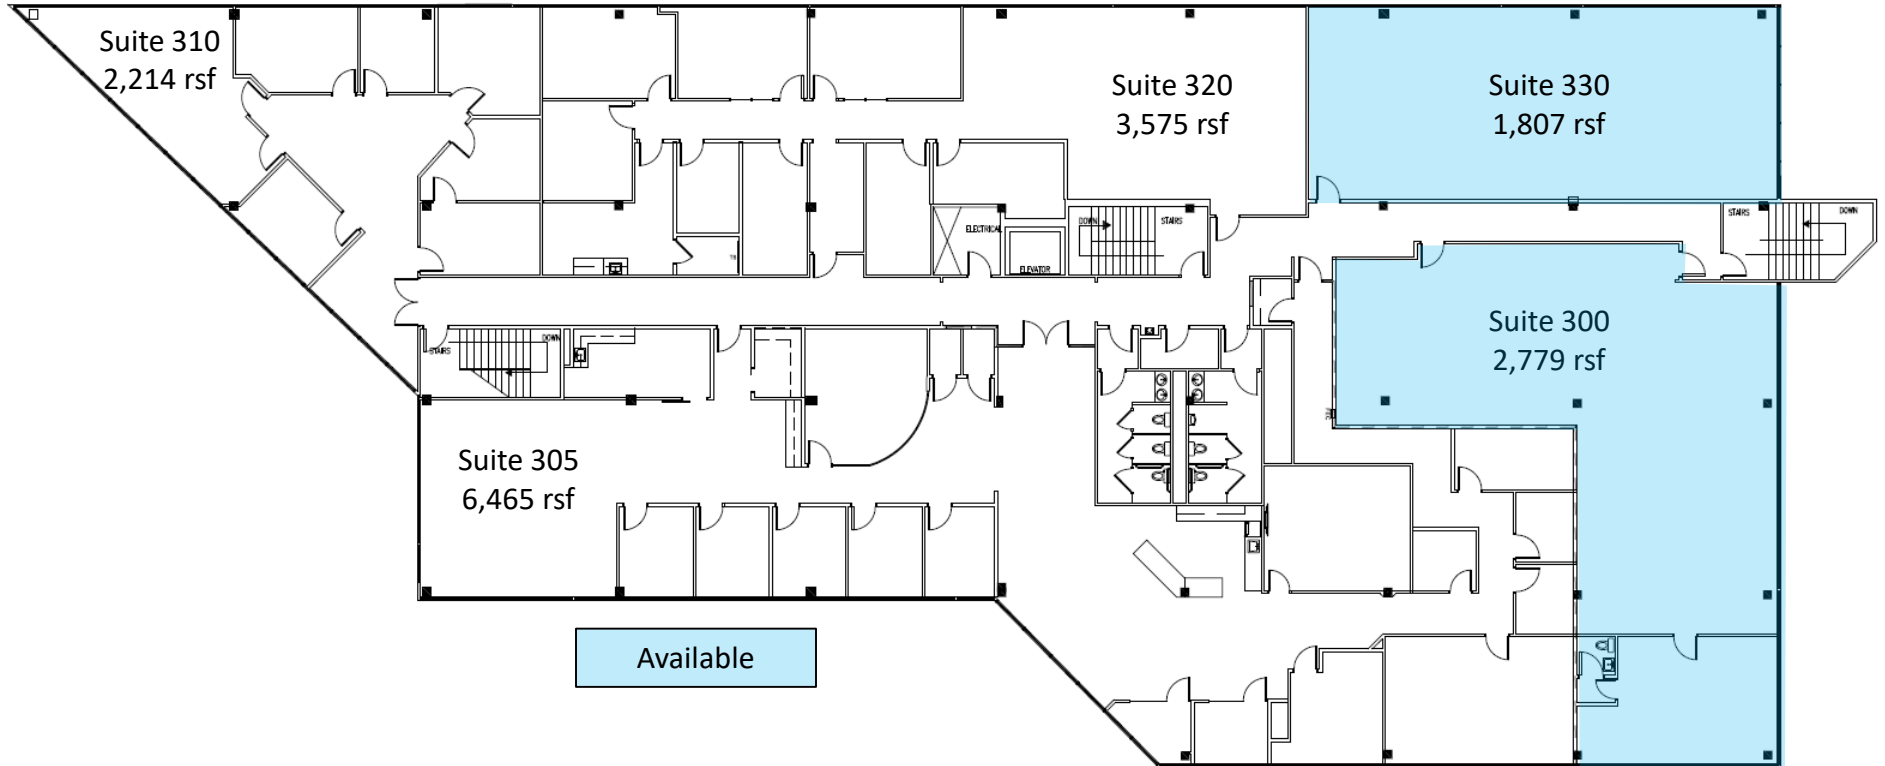 Suite 310
2,214 rsf
Suite 320
3,575 rsf
Suite 330
1,807 rsf
DOWN
STAIRS
ELECTRICAL
ELEVATOR
STAIRS
DOWN
Suite 300
2,779 rsf
STAIRS
DOWN
Suite 305
6,465 rsf
Available